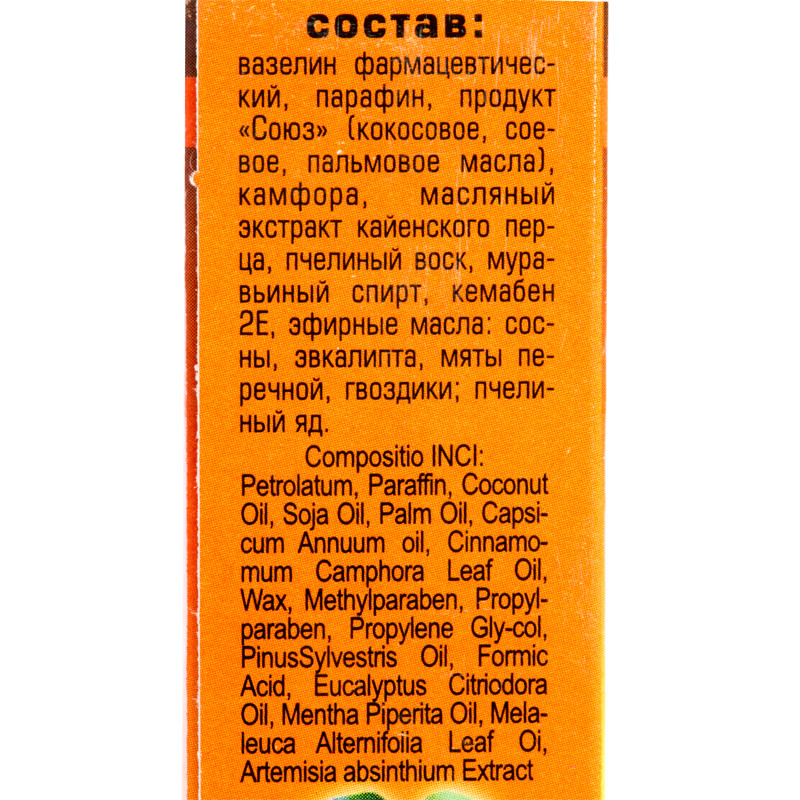 состав:
вазелин фармацевтичес-
кий, парафин, продукт
«Союз» (кокосовое, сое-
вое, пальмовое масла),
камфора, масляный
экстракт кайенского пер-
ца, пчелиный воск, мура-
вьиный спирт, кемабен
2Е, эфирные масла: сос-
ны, эвкалипта, мяты пе-
речной, гвоздики; пчели-
ный яд.
Compositio INCI:
Petrolatum, Paraffin, Coconut
Oil, Soja Oil, Palm Oil, Capsi-
cum Annuum oil, Cinnamo-
mum Camphora Leaf Oil,
Wax, Methylparaben, Propyl-
paraben, Propylene Gly-col,
PinusSylvestris Oil, Formic
Acid, Eucalyptus Citriodora
Oil, Mentha Piperita Oil, Mela-
leuca Alternifoiia Leaf Oi,
Artemisia absinthium Extract